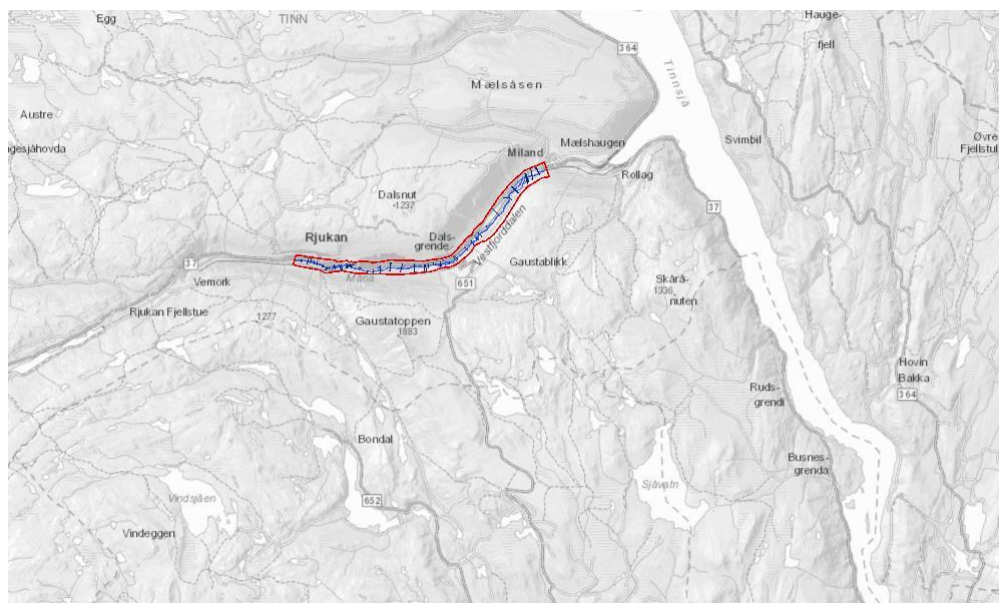 Egg
TINN
Hauge-
fjell
364
Tinnsjå
Mælsåsen
Austre
Mælshaugen
Svimbil
Øvre
Fjellstul
gesjåhovda
Miland
Rollag
Dalsnut
1237
37
Rjukan
Dals-
grende
Vestfjorddalen
37
Gaustablikk
651
Vemork
Måna
Skårå-
1336
nuten
Rjukan Fjellstue
1277
Gaustatoppen
1883
Hovin
Bakka
364
Ruds-
grendi
Bondal
Busnes-
grenda
Vindsjåen
652
Sjåvatn
Vindeggen